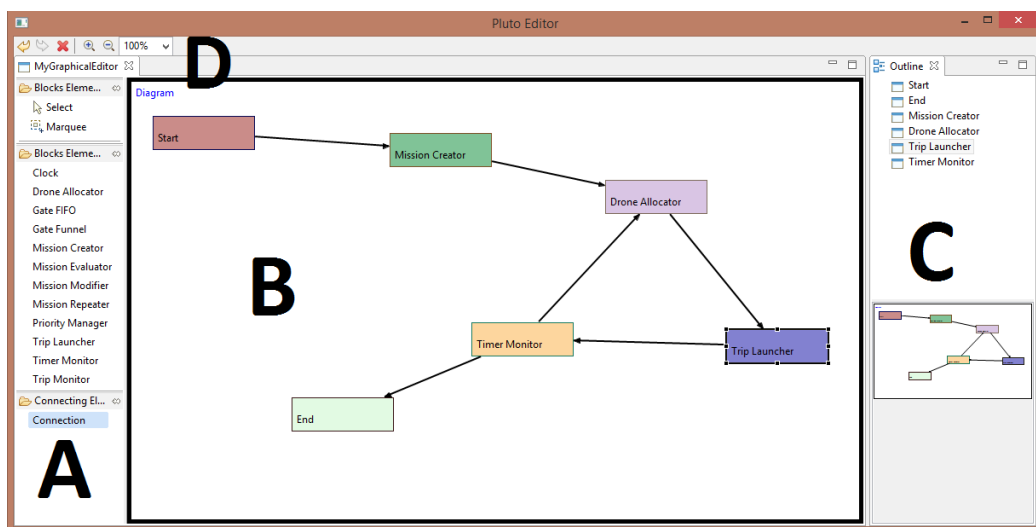 Pluto Editor
100%
D
MyGraphicalEditor
Blocks Eleme...
Select
Marquee
Blocks Eleme...
Clock
Drone Allocator
Gate FIFO
Gate Funnel
Mission Creator
Mission Evaluator
Mission Modifier
Mission Repeater
Priority Manager
Trip Launcher
Timer Monitor
Trip Monitor
Connecting El...
Connection
A
Diagram
Start
Mission Creator
Drone Allocator
B
Timer Monitor
Trip Launcher
End
Outline
Start
End
Mission Creator
Drone Allocator
Trip Launcher
Timer Monitor
C